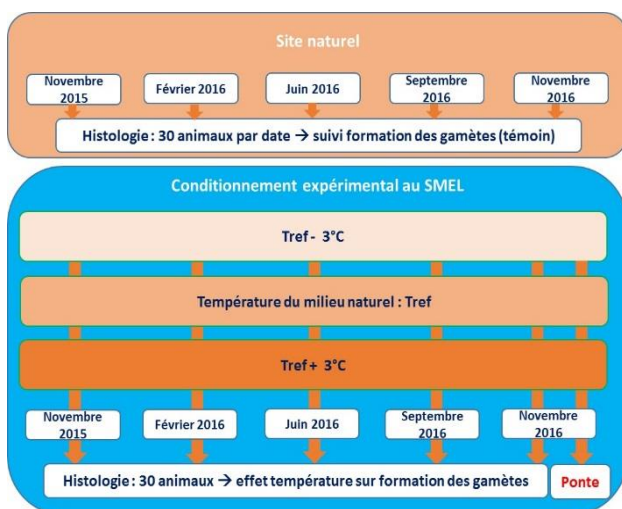 Site naturel
Novembre
2015
Février 2016
Juin 2016
Septembre
2016
Novembre
2016
Histologie : 30 animaux par date → suivi formation des gamètes (témoin)
Conditionnement expérimental au SMEL
Tref - 3°C
Température du milieu naturel : Tref
Tref + 3°C
Novembre
2015
Février 2016
Juin 2016
Septembre
2016
Novembre
2016
Histologie : 30 animaux → effet température sur formation des gamètes
Ponte